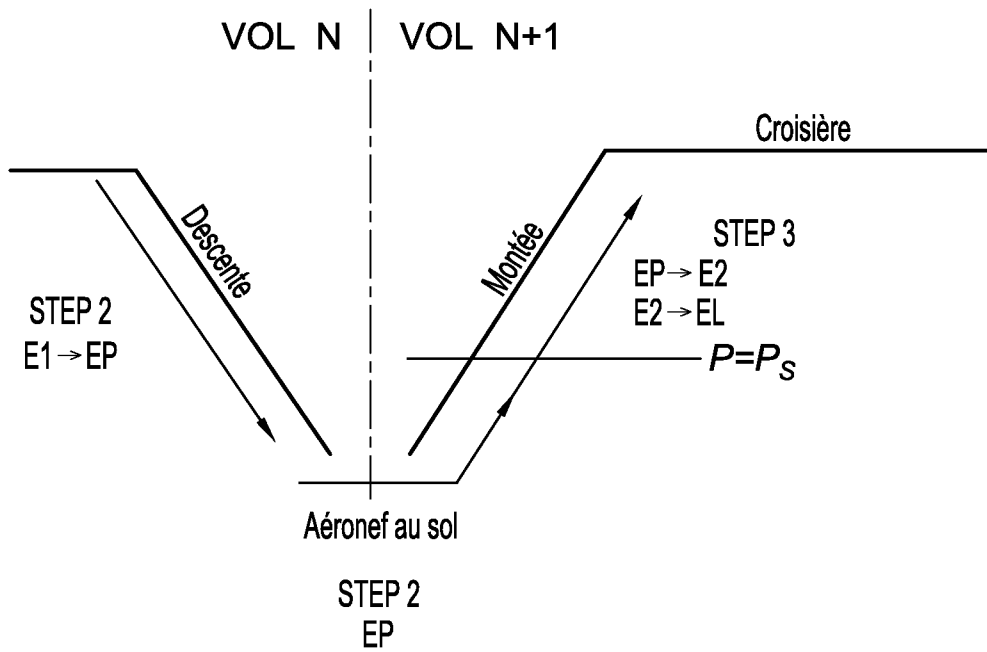 VOL N
VOL N+1
Croisière
Descente
Montée
STEP 3
EP→E2
E2→EL
STEP 2
E1→EP
P=PS
Aéronef au sol
STEP 2
EP